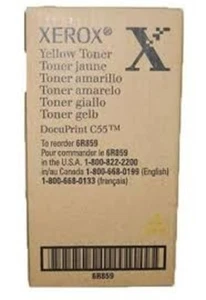 XEROX®
X
Yellow Toner
Toner jaune
Toner amarillo
Toner amarelo
Toner giallo
Toner gelb
DocuPrint C55™
To reorder 6R859
Pour commander le 6R859
in the U.S.A. 1-800-822-2200
in/au Canada 1-800-668-0199 (English)
1-800-668-0133 (français)
6R859